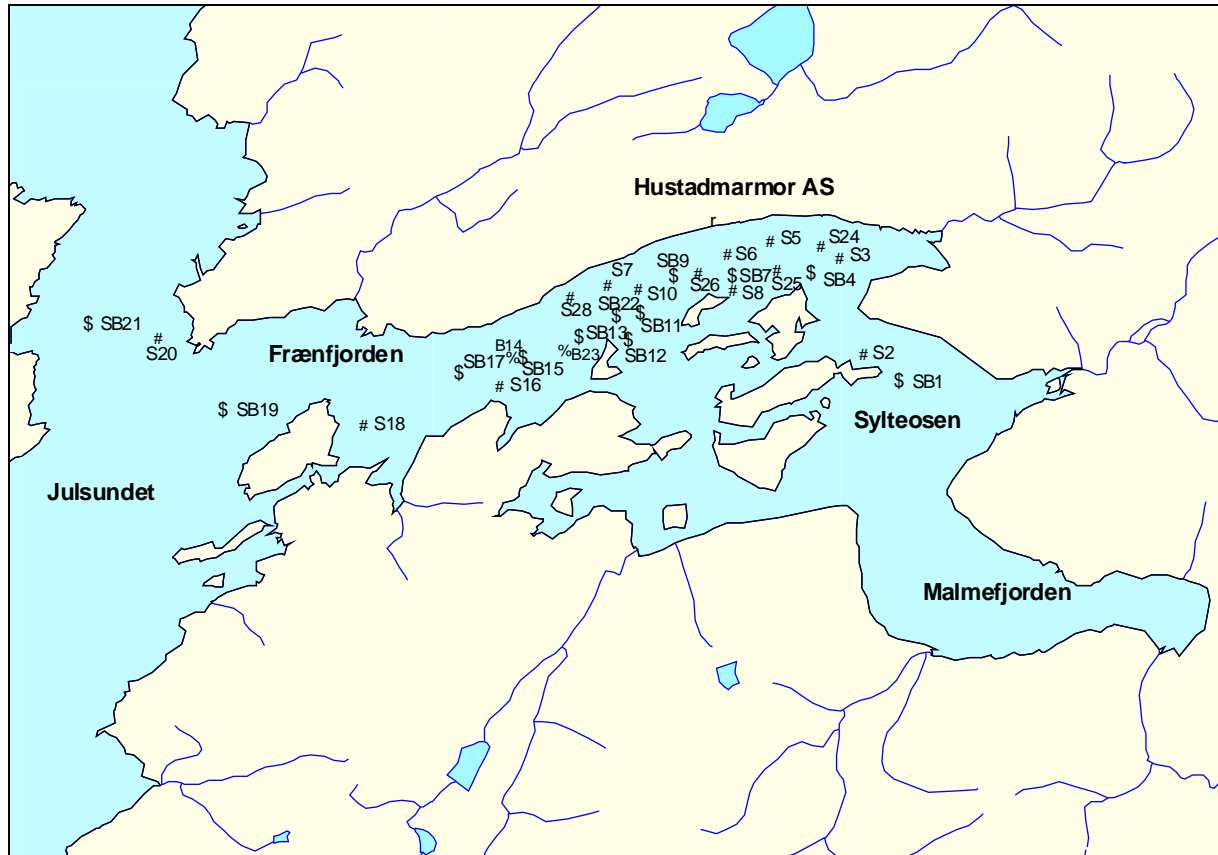 Hustadmarmor AS
r
# S5
# S24
# S6
# S3
SB9
$
S7
#
# S26
$ SB7
# S25
$ SB4
# S8
# S10
# S28
SB22
$
$ SB11
$ SB21
# S20
Frænfjorden
$ SB13
$ SB12
B14
%
$ SB15
% B23
# S2
$ SB17
# S16
$ SB1
$ SB19
# S18
Sylteosen
Julsundet
Malmefjorden